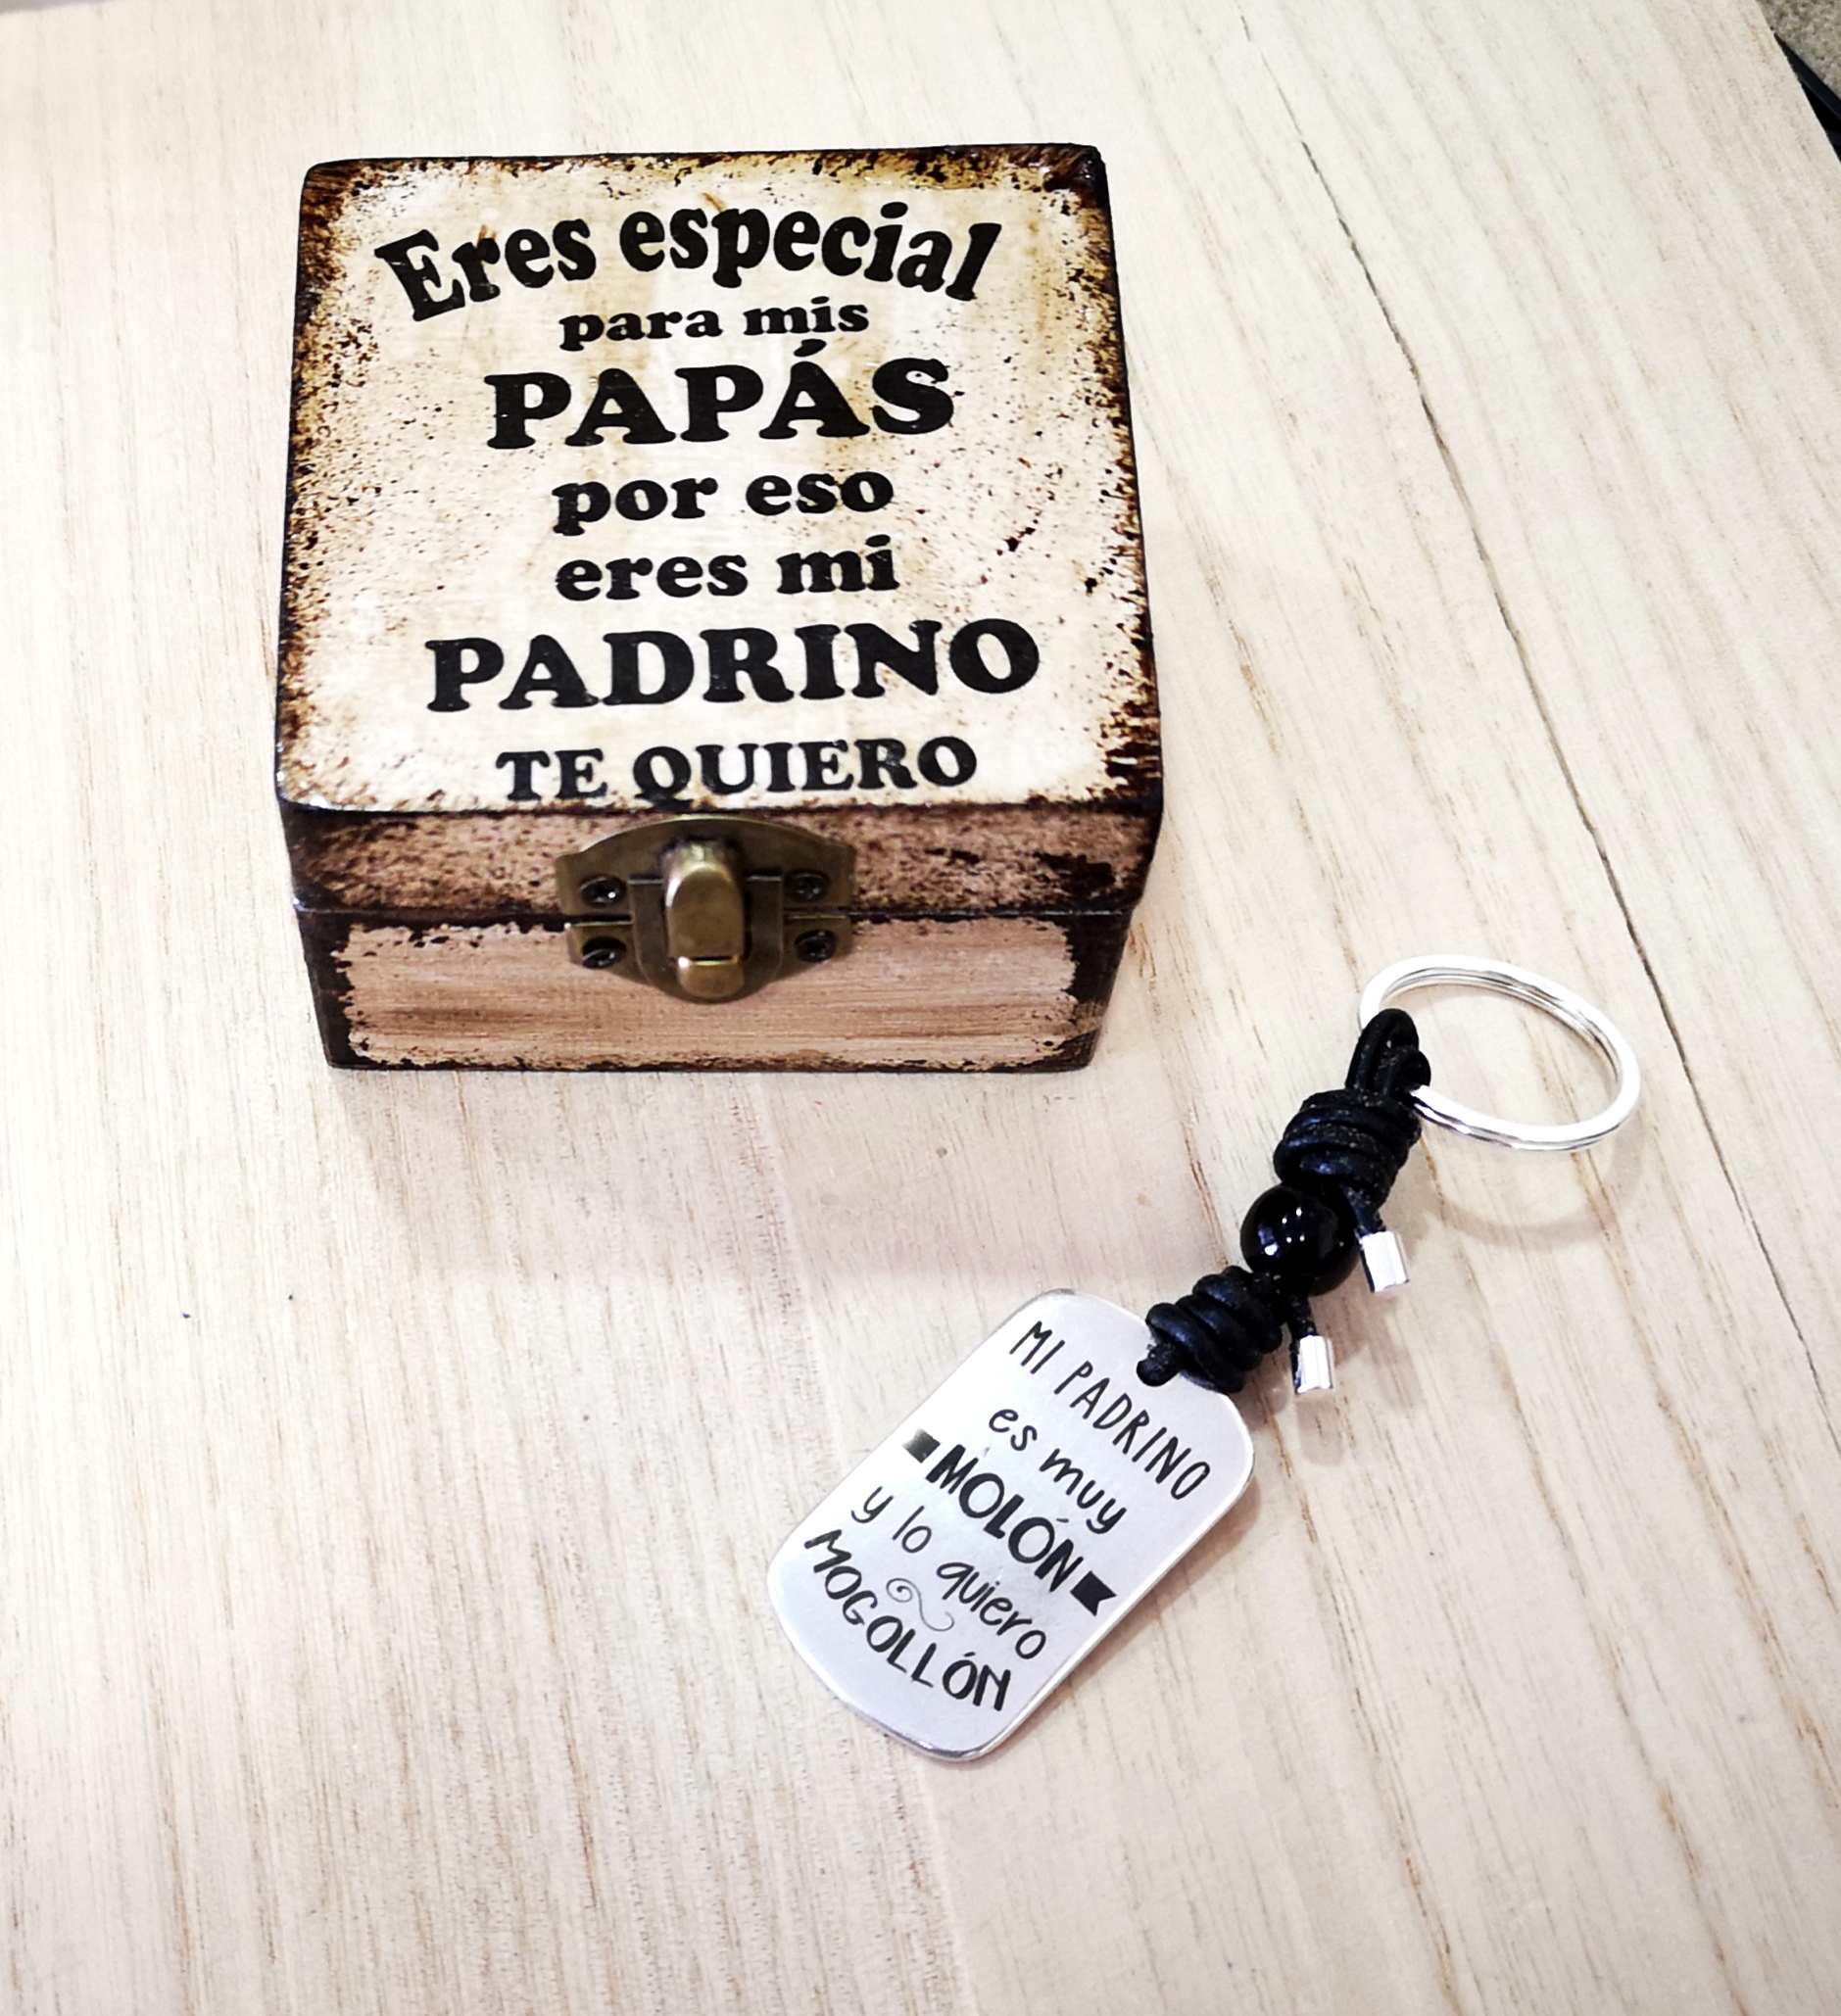 Eres especial
para mis
PAPÁS
por eso
eres mi
PADRINO
TE QUIERO
MI PADRINO
es muy
MOLÓN
y lo quiero
MOGOLLÓN